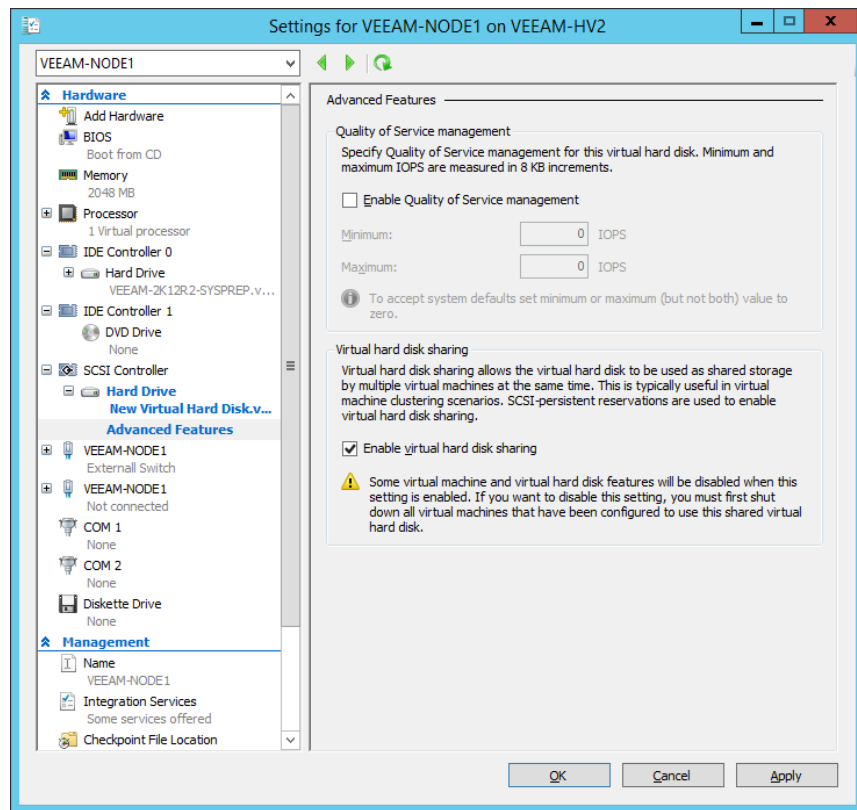 Settings for VEEAM-NODE1 on VEEAM-HV2
VEEAM-NODE1
Hardware
Add Hardware
BIOS
Boot from CD
Memory
2048 MB
Processor
1 Virtual processor
IDE Controller 0
Hard Drive
VEEAM-2K12R2-SYSPREP.v...
IDE Controller 1
DVD Drive
None
SCSI Controller
Hard Drive
New Virtual Hard Disk.v...
Advanced Features
VEEAM-NODE1
Externall Switch
VEEAM-NODE1
Not connected
COM 1
None
COM 2
None
Diskette Drive
None
Management
Name
VEEAM-NODE1
Integration Services
Some services offered
Checkpoint File Location
Advanced Features
Quality of Service management
Specify Quality of Service management for this virtual hard disk. Minimum and
maximum IOPS are measured in 8 KB increments.
Enable Quality of Service management
Minimum: 0 IOPS
Maximum: 0 IOPS
To accept system defaults set minimum or maximum (but not both) value to
zero.
Virtual hard disk sharing
Virtual hard disk sharing allows the virtual hard disk to be used as shared storage
by multiple virtual machines at the same time. This is typically useful in virtual
machine clustering scenarios. SCSI-persistent reservations are used to enable
virtual hard disk sharing.
Enable virtual hard disk sharing
Some virtual machine and virtual hard disk features will be disabled when this
setting is enabled. If you want to disable this setting, you must first shut
down all virtual machines that have been configured to use this shared virtual
hard disk.
OK Cancel Apply